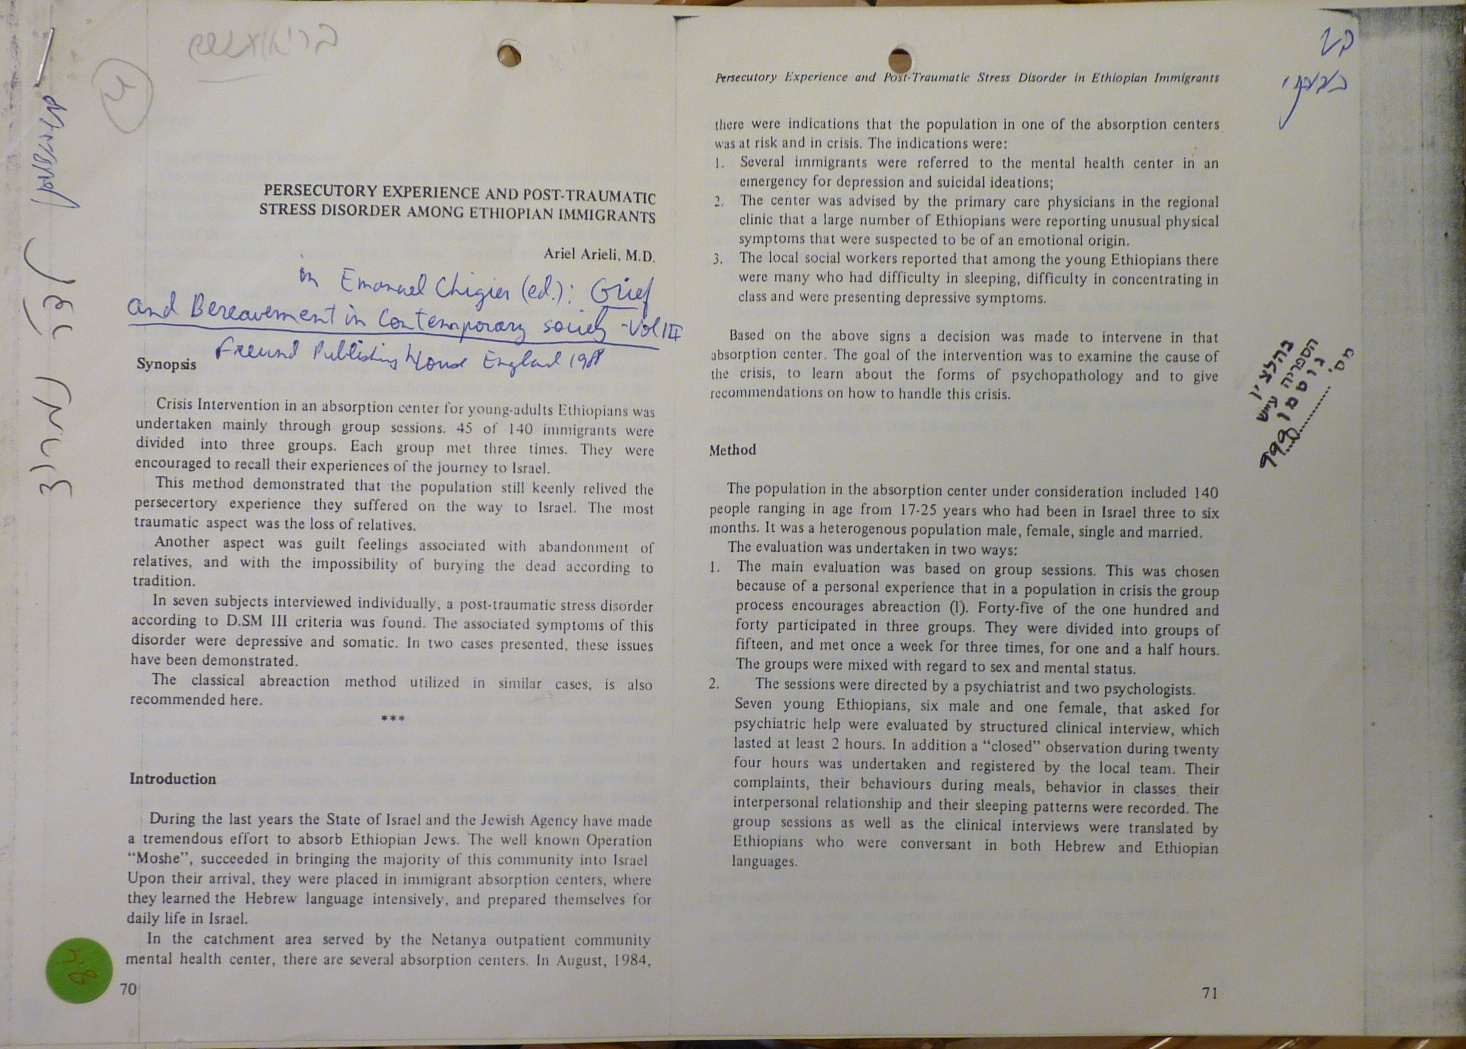 PERSECUTORY EXPERIENCE AND POST-TRAUMATIC
STRESS DISORDER AMONG ETHIOPIAN IMMIGRANTS
Ariel Arieli, M.D.
in Emanuel Chigier (ed.): Grief
and Bereavement in Contemporary society - Vol III
Freund Publishing House England 1988
Synopsis
Crisis Intervention in an absorption center for young-adults Ethiopians was
undertaken mainly through group sessions. 45 of 140 immigrants were
divided into three groups. Each group met three times. They were
encouraged to recall their experiences of the journey to Israel.
This method demonstrated that the population still keenly relived the
persecertory experience they suffered on the way to Israel. The most
traumatic aspect was the loss of relatives.
Another aspect was guilt feelings associated with abandonment of
relatives, and with the impossibility of burying the dead according to
tradition.
In seven subjects interviewed individually, a post-traumatic stress disorder
according to D.SM III criteria was found. The associated symptoms of this
disorder were depressive and somatic. In two cases presented, these issues
have been demonstrated.
The classical abreaction method utilized in similar cases, is also
recommended here.
***
Introduction
During the last years the State of Israel and the Jewish Agency have made
a tremendous effort to absorb Ethiopian Jews. The well known Operation
“Moshe”, succeeded in bringing the majority of this community into Israel
Upon their arrival, they were placed in immigrant absorption centers, where
they learned the Hebrew language intensively, and prepared themselves for
daily life in Israel.
In the catchment area served by the Netanya outpatient community
mental health center, there are several absorption centers. In August, 1984,
70
Persecutory Experience and Post-Traumatic Stress Disorder in Ethiopian Immigrants
there were indications that the population in one of the absorption centers
was at risk and in crisis. The indications were:
1. Several immigrants were referred to the mental health center in an
emergency for depression and suicidal ideations;
2. The center was advised by the primary care physicians in the regional
clinic that a large number of Ethiopians were reporting unusual physical
symptoms that were suspected to be of an emotional origin.
3. The local social workers reported that among the young Ethiopians there
were many who had difficulty in sleeping, difficulty in concentrating in
class and were presenting depressive symptoms.
Based on the above signs a decision was made to intervene in that
absorption center. The goal of the intervention was to examine the cause of
the crisis, to learn about the forms of psychopathology and to give
recommendations on how to handle this crisis.
Method
The population in the absorption center under consideration included 140
people ranging in age from 17-25 years who had been in Israel three to six
months. It was a heterogenous population male, female, single and married.
The evaluation was undertaken in two ways:
1. The main evaluation was based on group sessions. This was chosen
because of a personal experience that in a population in crisis the group
process encourages abreaction (1). Forty-five of the one hundred and
forty participated in three groups. They were divided into groups of
fifteen, and met once a week for three times, for one and a half hours.
The groups were mixed with regard to sex and mental status.
2. The sessions were directed by a psychiatrist and two psychologists.
Seven young Ethiopians, six male and one female, that asked for
psychiatric help were evaluated by structured clinical interview, which
lasted at least 2 hours. In addition a “closed” observation during twenty
four hours was undertaken and registered by the local team. Their
complaints, their behaviours during meals, behavior in classes, their
interpersonal relationship and their sleeping patterns were recorded. The
group sessions as well as the clinical interviews were translated by
Ethiopians who were conversant in both Hebrew and Ethiopian
languages.
71
הספריה ע״ש
גוטמן
מס'